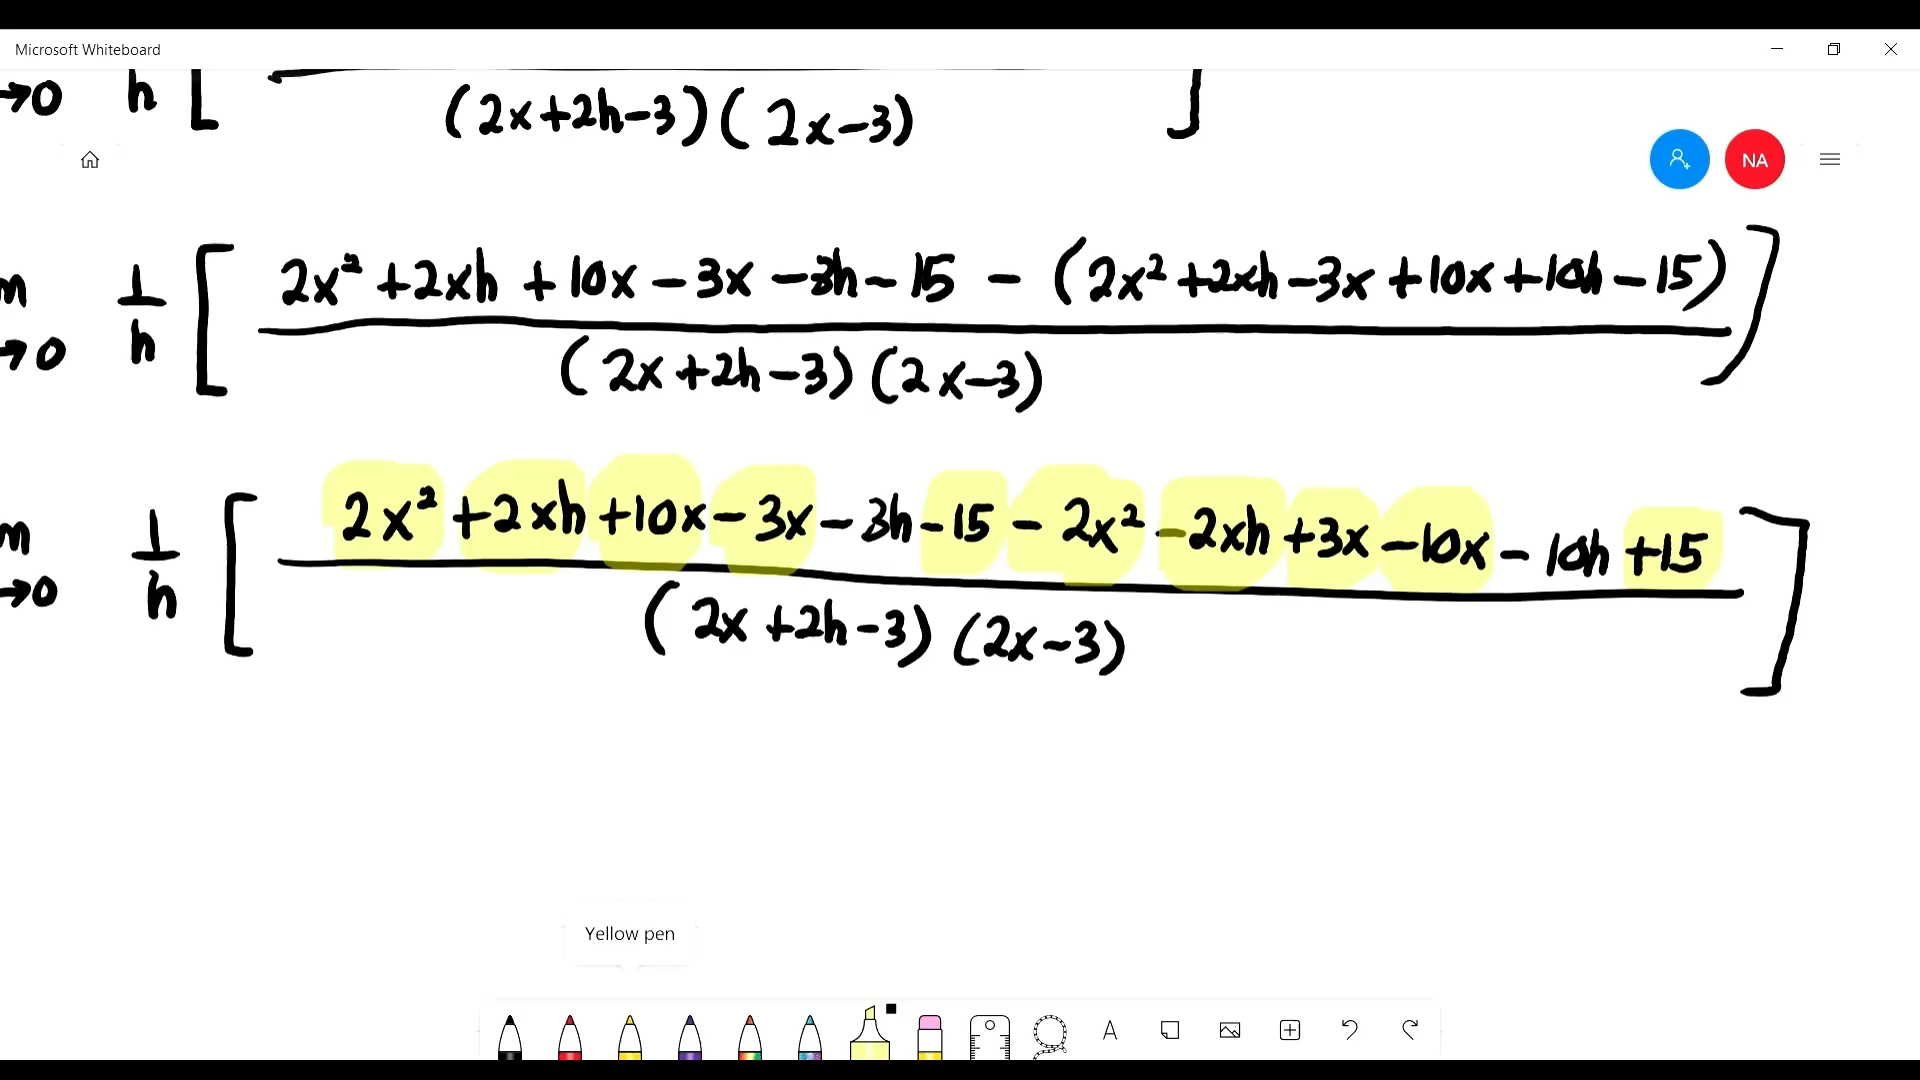 Microsoft Whiteboard
→0 1/h [ (2x+2h-3)(2x-3) ]
NA
m →0 1/h [ 2x² +2xh +10x -3x -3h -15 - (2x² +2xh -3x +10x +10h -15) / (2x+2h-3)(2x-3) ]
m →0 1/h [ 2x² +2xh +10x -3x -3h -15 -2x² -2xh +3x -10x -10h +15 / (2x+2h-3)(2x-3) ]
Yellow pen
A